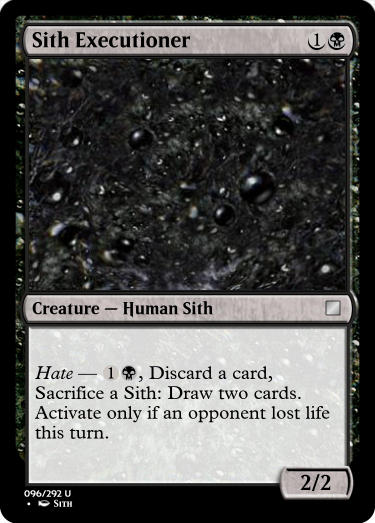 Sith Executioner 1
Creature — Human Sith
Hate — 1 , Discard a card,
Sacrifice a Sith: Draw two cards.
Activate only if an opponent lost life
this turn.
2/2
096/292 U
• Sith